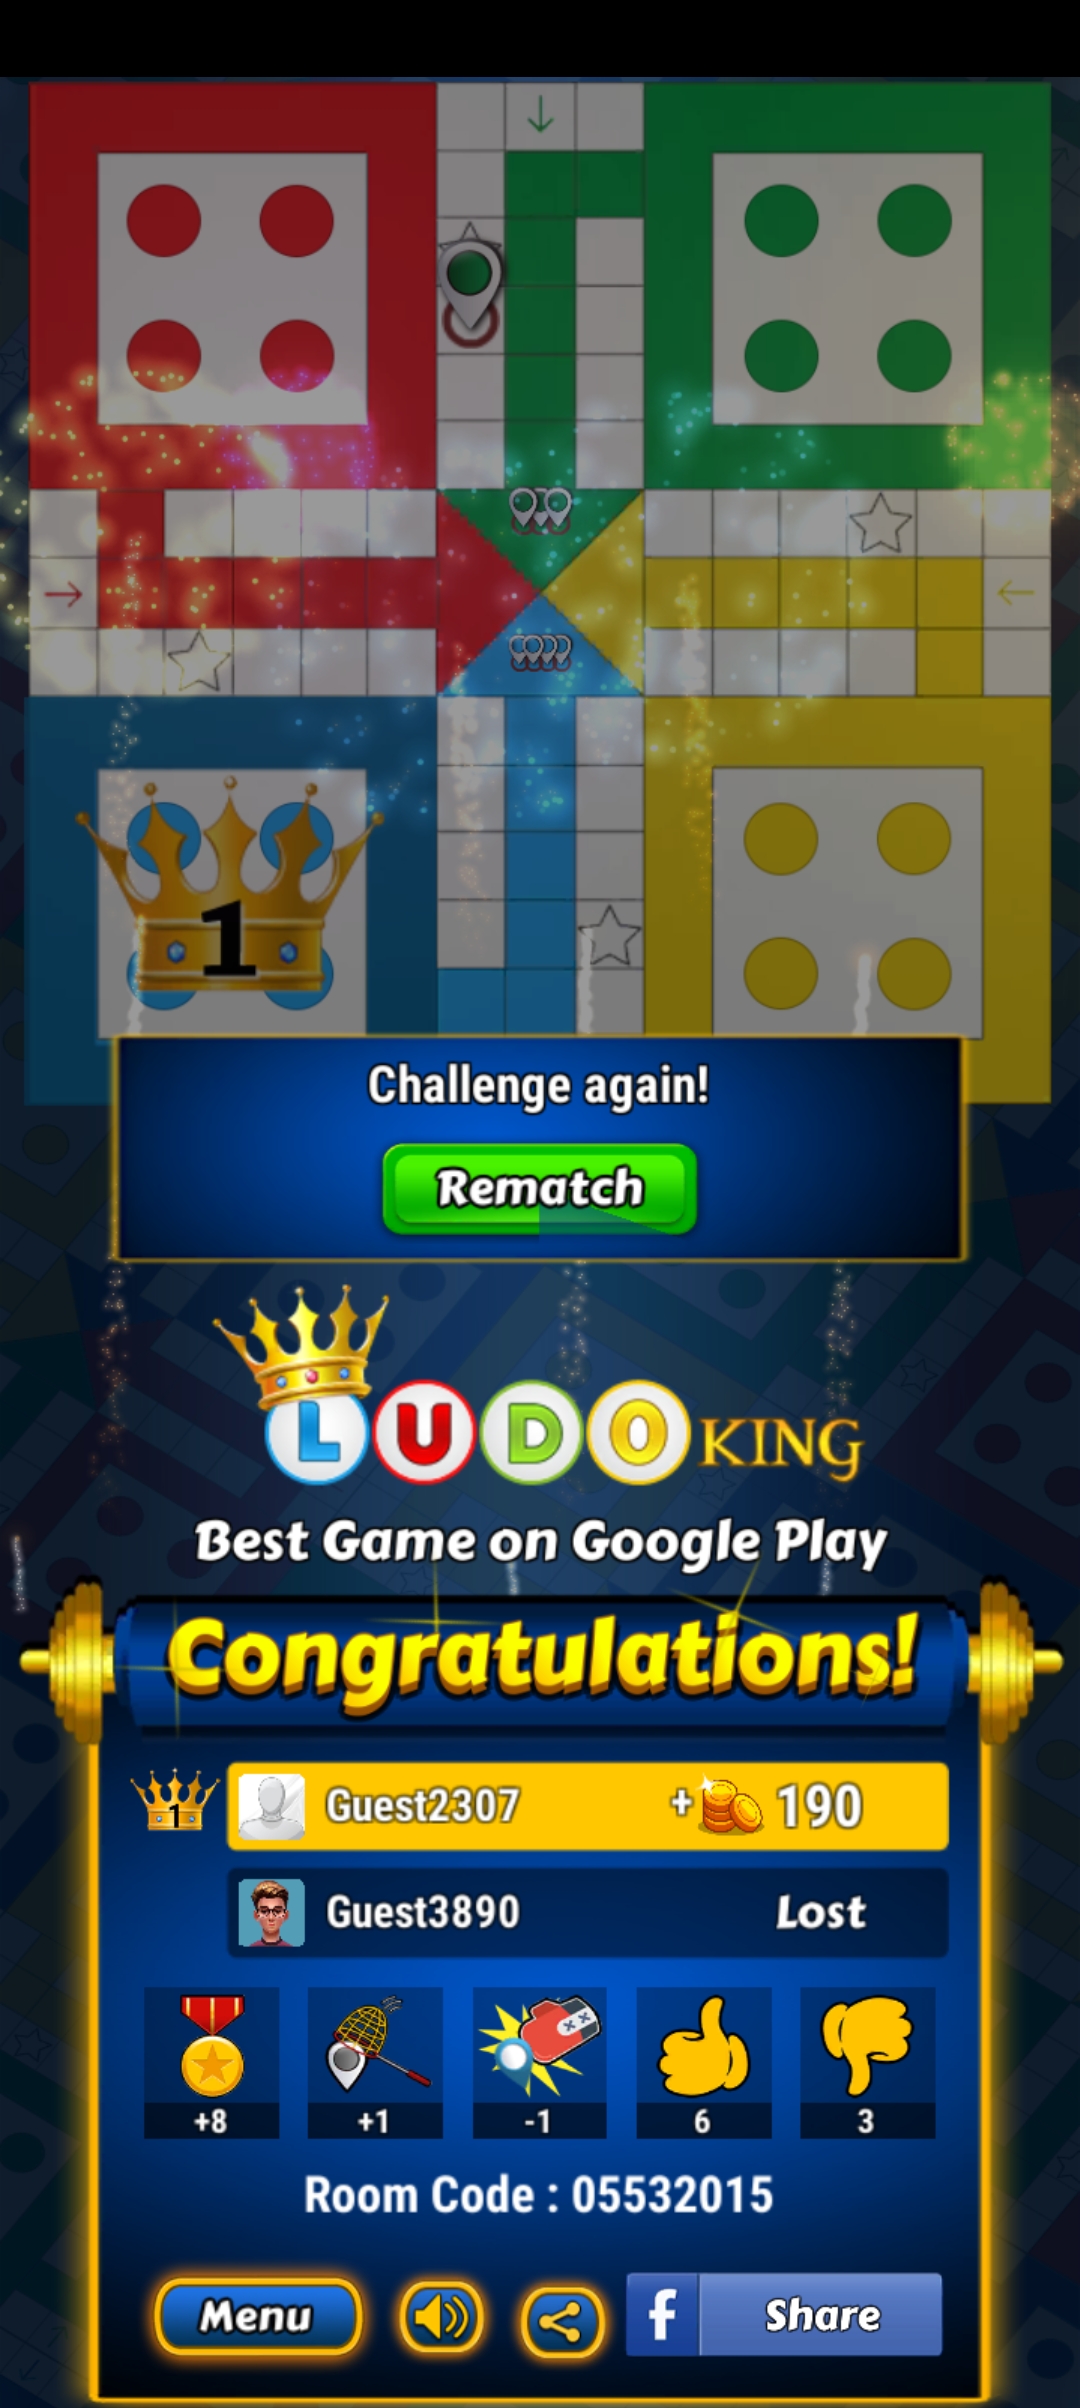 1
Challenge again!
Rematch
LUDO KING
Best Game on Google Play
Congratulations!
1 Guest2307 + 190
Guest3890 Lost
+8 +1 -1 6 3
Room Code : 05532015
Menu f Share